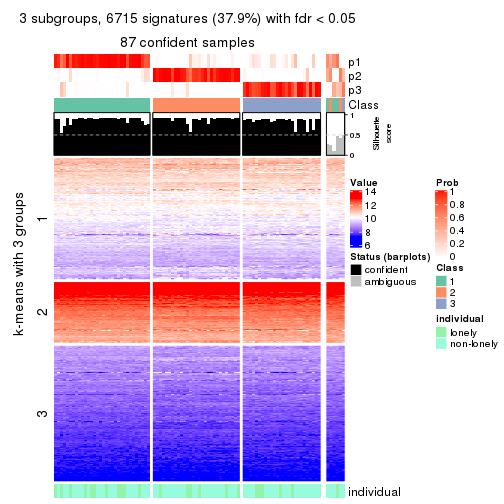 3 subgroups, 6715 signatures (37.9%) with fdr < 0.05
87 confident samples
p1
p2
p3
Class
1
0.5
0
Silhouette
score
k-means with 3 groups
1
2
3
individual
Value
14
12
10
8
6
Status (barplots)
confident
ambiguous
Prob
1
0.8
0.6
0.4
0.2
0
Class
1
2
3
individual
lonely
non-lonely